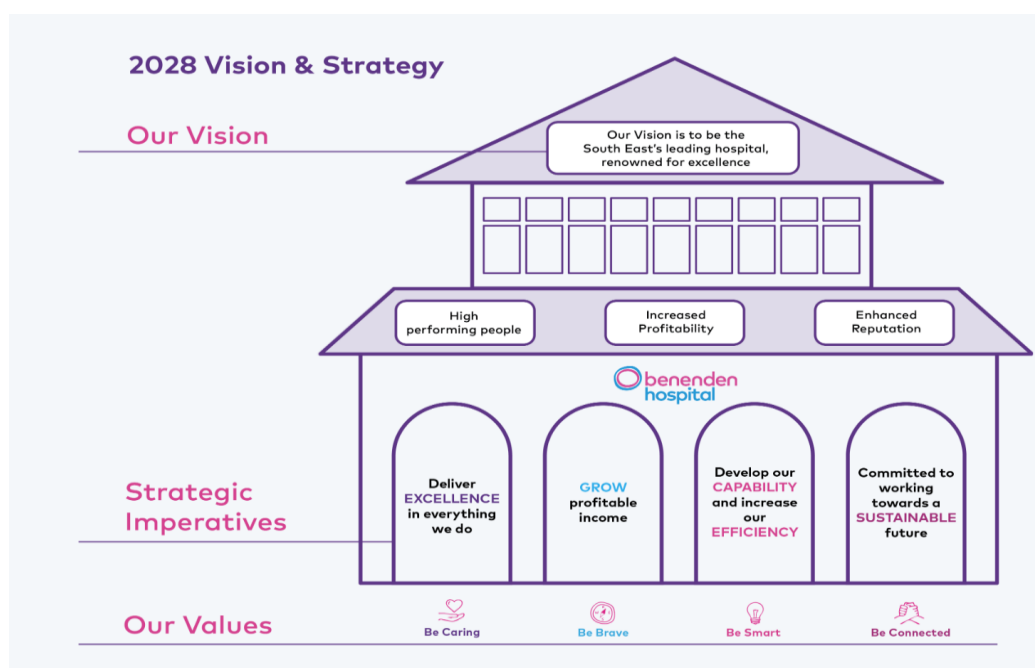 2028 Vision & Strategy
Our Vision
Our Vision is to be the
South East's leading hospital,
renowned for excellence
High
performing people
Increased
Profitability
Enhanced
Reputation
benenden
hospital
Strategic
Imperatives
Deliver
EXCELLENCE
in everything
we do
GROW
profitable
income
Develop our
CAPABILITY
and increase
our
EFFICIENCY
Committed to
working
towards a
SUSTAINABLE
future
Our Values
Be Caring
Be Brave
Be Smart
Be Connected